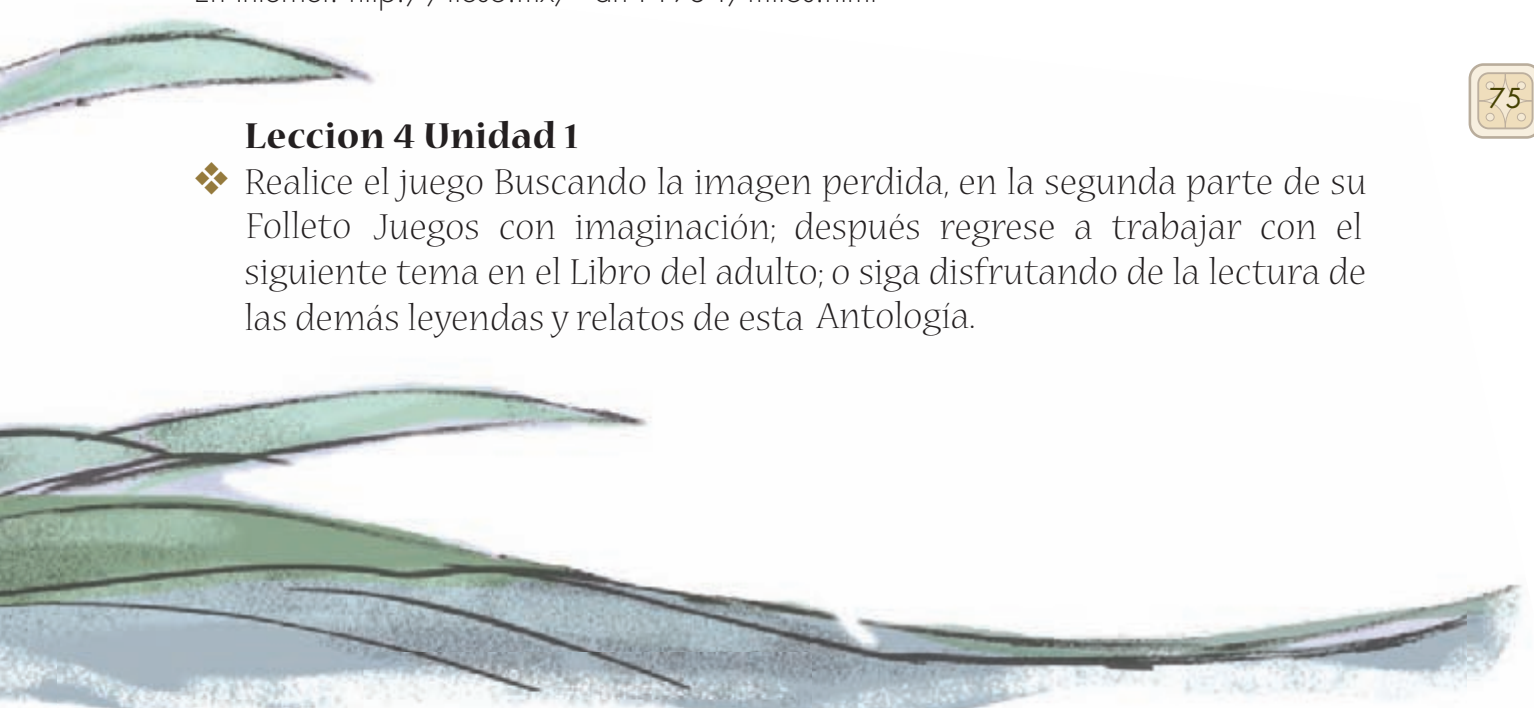 75
Leccion 4 Unidad 1
❖ Realice el juego Buscando la imagen perdida, en la segunda parte de su
Folleto Juegos con imaginación; después regrese a trabajar con el
siguiente tema en el Libro del adulto; o siga disfrutando de la lectura de
las demás leyendas y relatos de esta Antología.